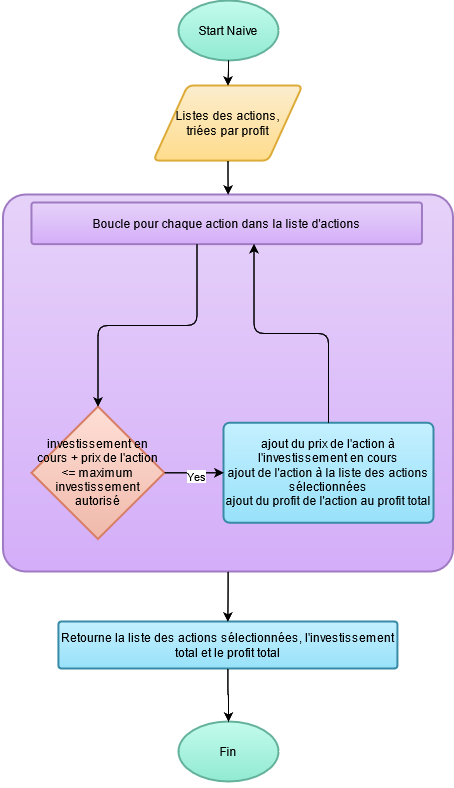 Start Naive
Listes des actions,
triées par profit
Boucle pour chaque action dans la liste d'actions
investissement en
cours + prix de l'action
<= maximum
investissement
autorisé
Yes
ajout du prix de l'action à
l'investissement en cours
ajout de l'action à la liste des actions
sélectionnées
ajout du profit de l'action au profit total
Retourne la liste des actions sélectionnées, l'investissement
total et le profit total
Fin